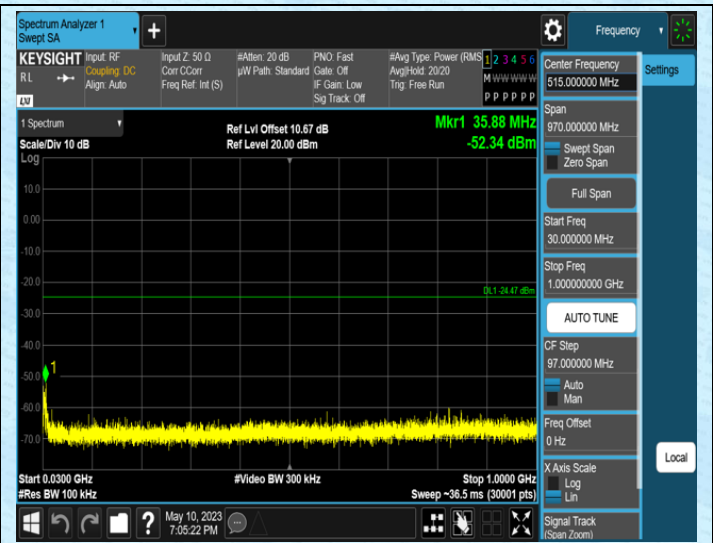 Spectrum Analyzer 1
Swept SA
+
Frequency
KEYSIGHT
RL
LXI
Input: RF
Coupling: DC
Align: Auto
Input Z: 50 Ω
Corr CCorr
Freq Ref: Int (S)
#Atten: 20 dB
µW Path: Standard
PNO: Fast
Gate: Off
IF Gain: Low
Sig Track: Off
#Avg Type: Power (RMS
Avg|Hold: 20/20
Trig: Free Run
1 2 3 4 5 6
M W W W W W
P P P P P P
1 Spectrum
Scale/Div 10 dB
Log
Ref Lvl Offset 10.67 dB
Ref Level 20.00 dBm
Mkr1 35.88 MHz
-52.34 dBm
10.0
0.00
-10.0
-20.0
DL1 -24.47 dBm
-30.0
-40.0
1
-50.0
-60.0
-70.0
Start 0.0300 GHz
#Res BW 100 kHz
#Video BW 300 kHz
Stop 1.0000 GHz
Sweep ~36.5 ms (30001 pts)
?
May 10, 2023
7:05:22 PM
Center Frequency
515.000000 MHz
Span
970.000000 MHz
Swept Span
Zero Span
Full Span
Start Freq
30.000000 MHz
Stop Freq
1.000000000 GHz
AUTO TUNE
CF Step
97.000000 MHz
Auto
Man
Freq Offset
0 Hz
X Axis Scale
Log
Lin
Signal Track
(Span Zoom)
Settings
Local